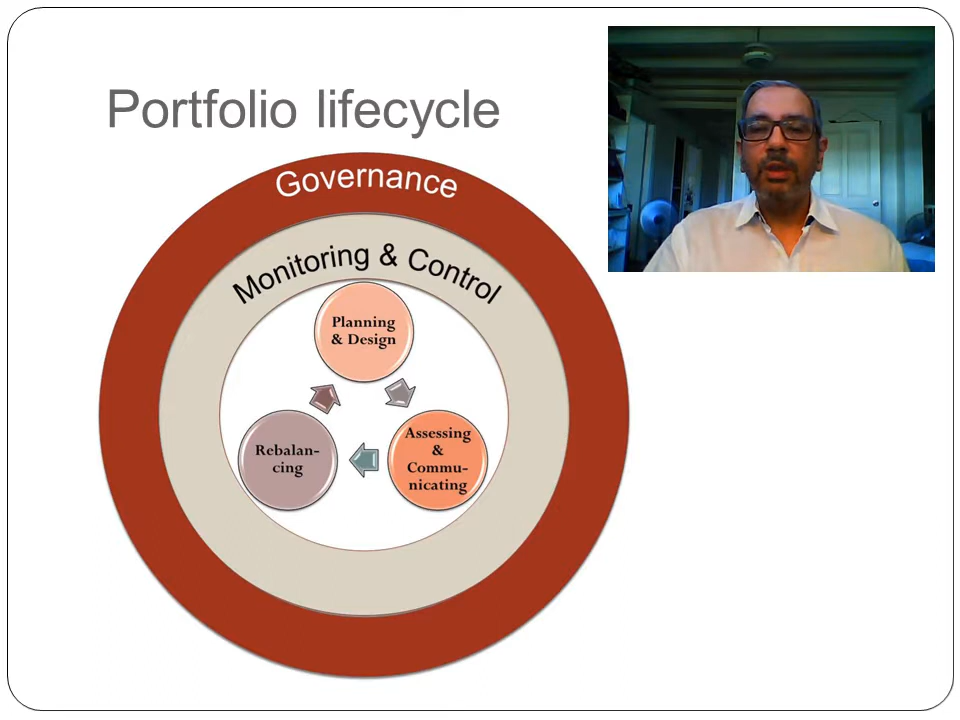 Portfolio lifecycle
Governance
Monitoring & Control
Planning
& Design
Assessing
&
Commu-
nicating
Rebalan-
cing